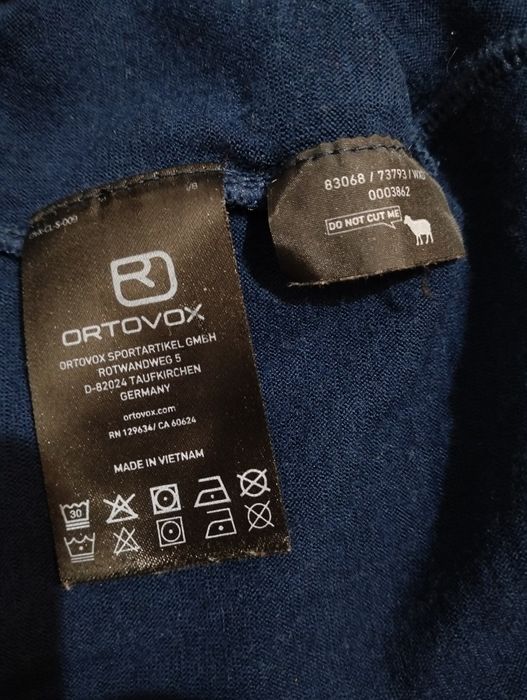 ORTOVOX
ORTOVOX SPORTARTIKEL GMBH
ROTWANDWEG 5
D-82024 TAUFKIRCHEN
GERMANY
ortovox.com
RN 129634/ CA 60624
MADE IN VIETNAM
30
83068 / 73793 /
0003862
DO NOT CUT ME